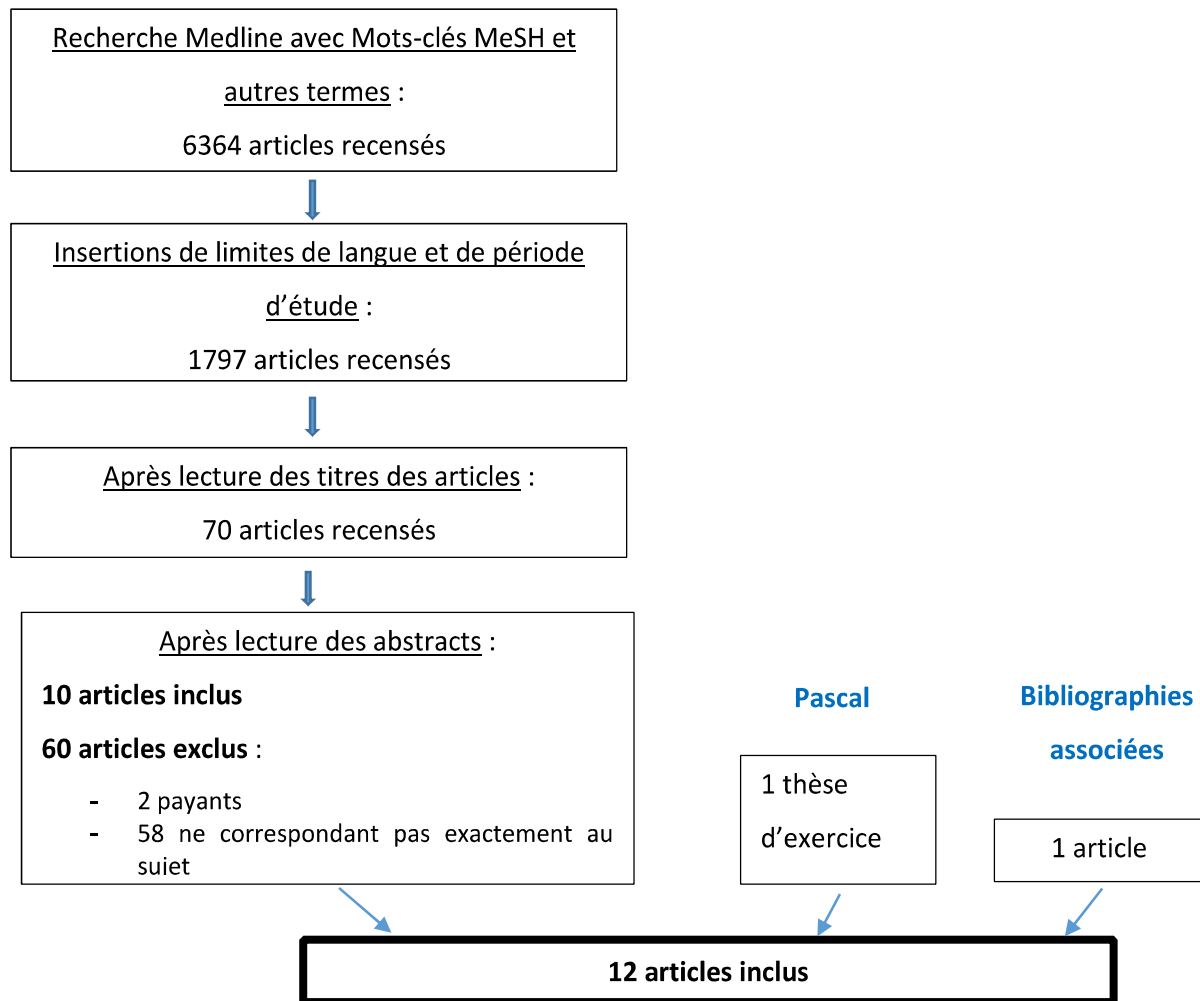 Recherche Medline avec Mots-clés MeSH et
autres termes :
6364 articles recensés
Insertions de limites de langue et de période
d’étude :
1797 articles recensés
Après lecture des titres des articles :
70 articles recensés
Après lecture des abstracts :
10 articles inclus
60 articles exclus :
- 2 payants
- 58 ne correspondant pas exactement au
sujet
Pascal
1 thèse
d’exercice
Bibliographies
associées
1 article
12 articles inclus